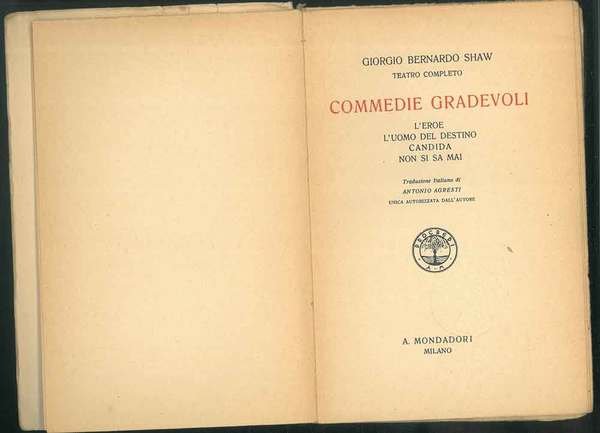 GIORGIO BERNARDO SHAW
TEATRO COMPLETO
COMMEDIE GRADEVOLI
L'EROE
L'UOMO DEL DESTINO
CANDIDA
NON SI SA MAI
Traduzione Italiana di
ANTONIO AGRESTI
UNICA AUTORIZZATA DALL'AUTORE
PROCREDI
A. M.
A. MONDADORI
MILANO